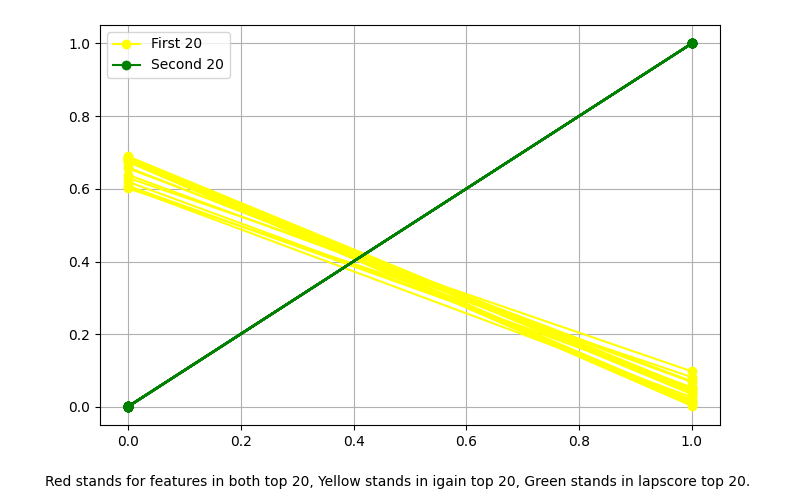 First 20
Second 20
1.0
0.8
0.6
0.4
0.2
0.0
0.0 0.2 0.4 0.6 0.8 1.0
Red stands for features in both top 20, Yellow stands in igain top 20, Green stands in lapscore top 20.